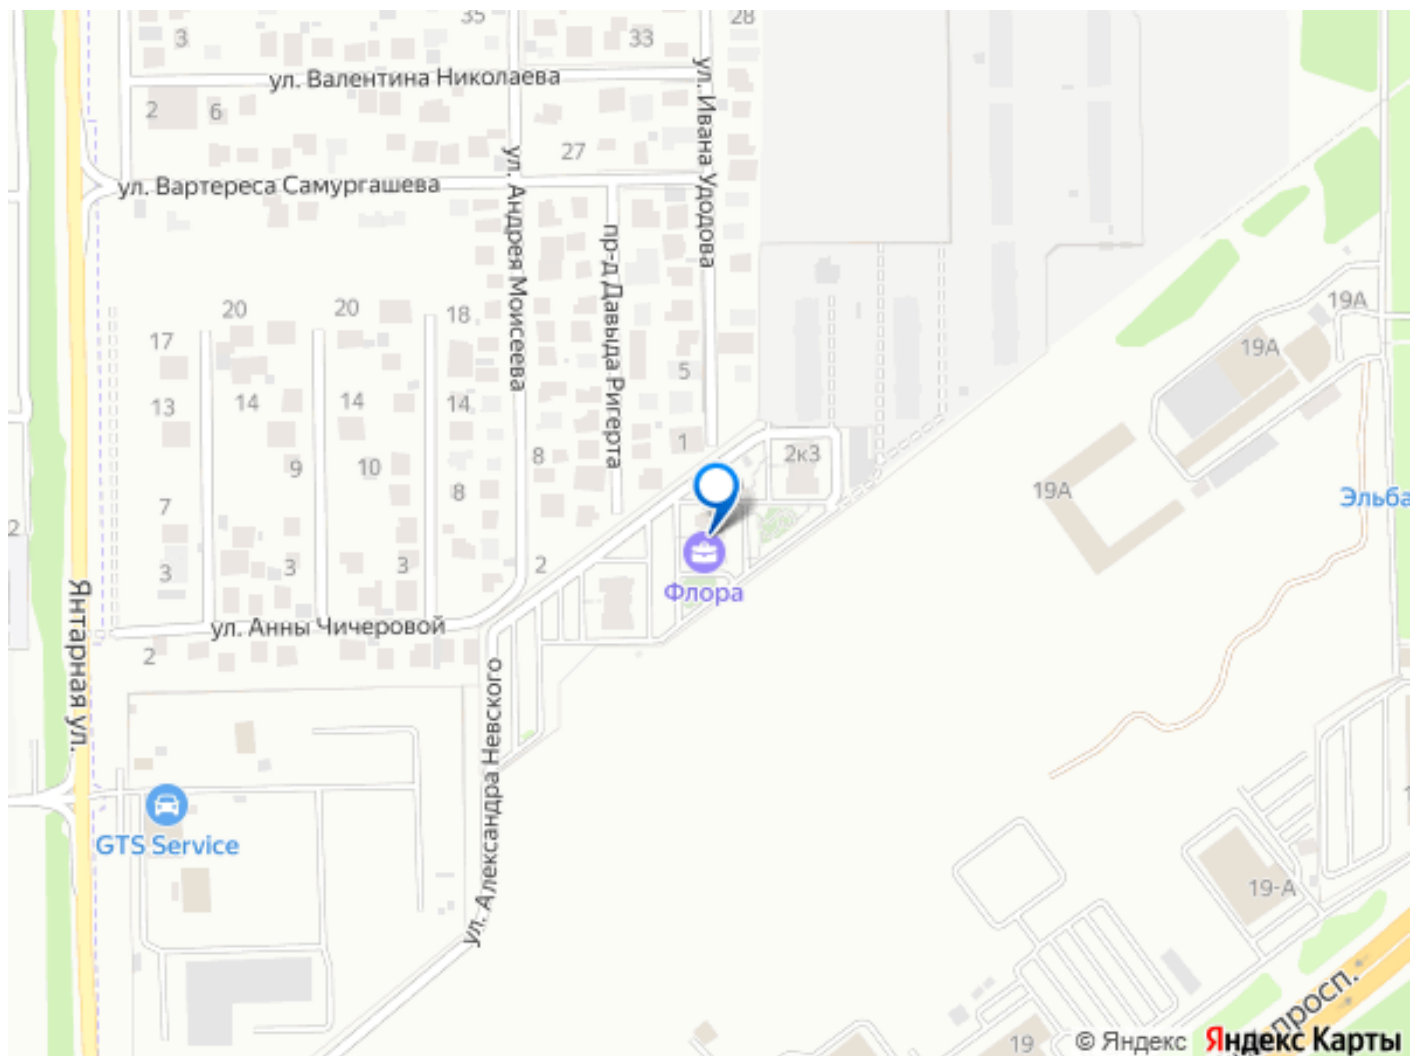 35
28
3
33
ул. Валентина Николаева
ул. Ивана Удодова
2
6
27
ул. Вартереса Самургашева
ул. Андрея Моисеева
пр-д Давыда Ригерта
20
20
18
17
19А
19А
5
14
14
14
13
1
2к3
8
9
10
8
19А
Эльба
7
2
3
3
3
2
Флора
Янтарная ул.
ул. Анны Чичеровой
2
ул. Александра Невского
GTS Service
19-А
просп.
19
© Яндекс Яндекс Карты